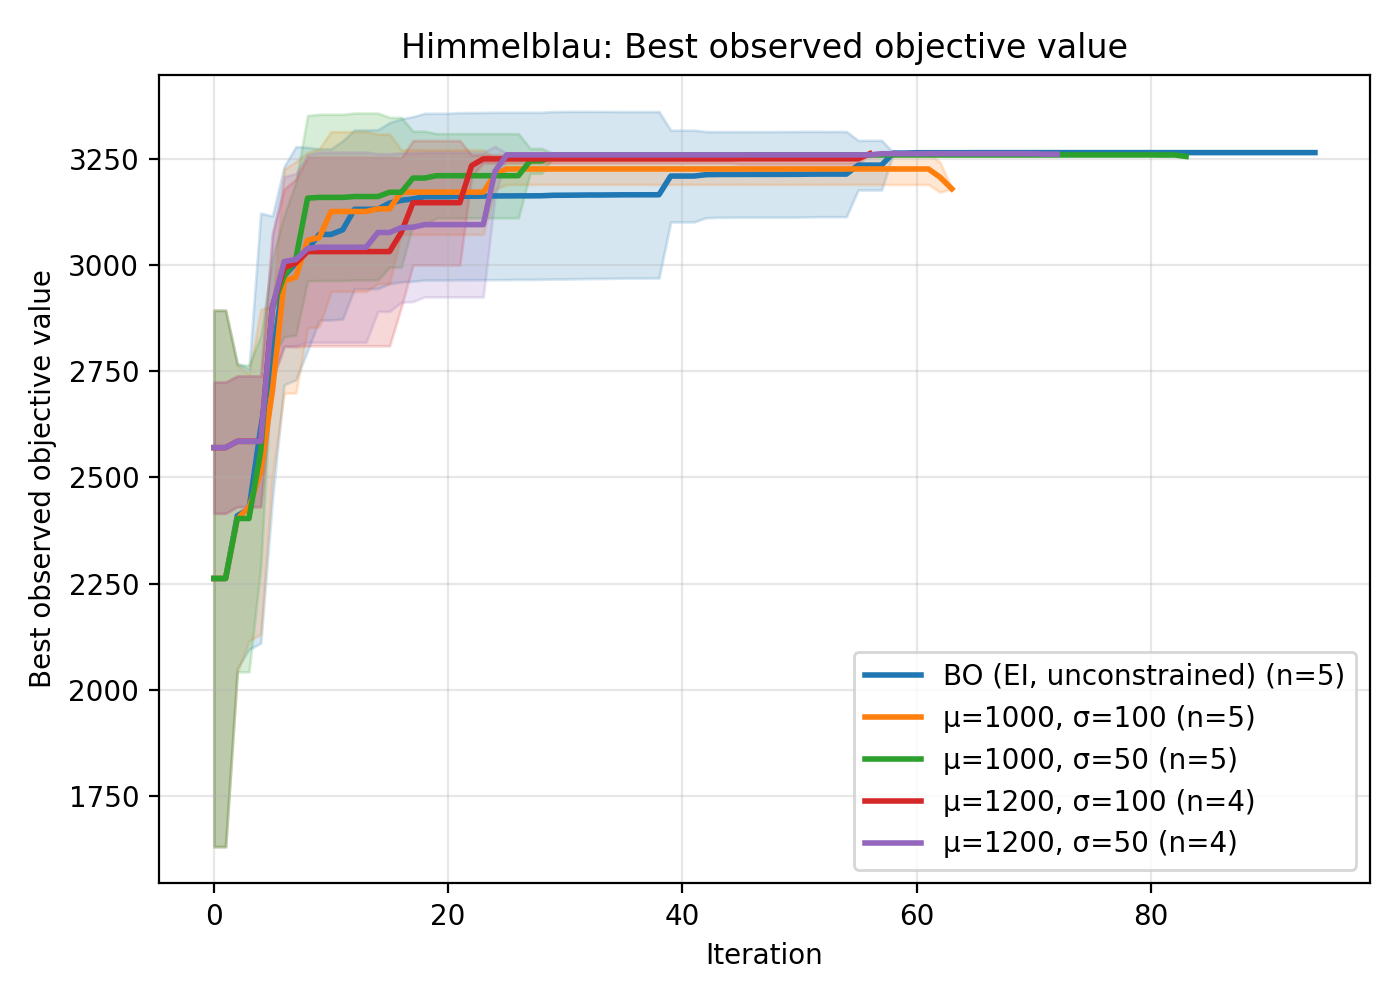 Himmelblau: Best observed objective value
Best observed objective value
3250
3000
2750
2500
2250
2000
1750
0
20
40
60
80
Iteration
BO (EI, unconstrained) (n=5)
μ=1000, σ=100 (n=5)
μ=1000, σ=50 (n=5)
μ=1200, σ=100 (n=4)
μ=1200, σ=50 (n=4)